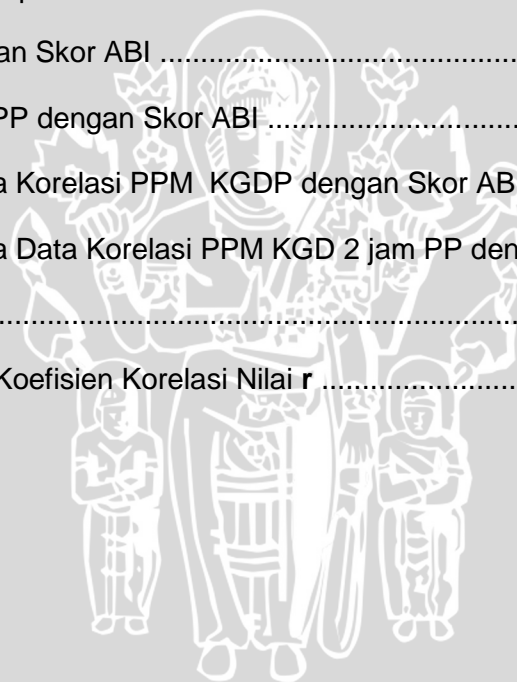 an Skor ABI ........................................
PP dengan Skor ABI ............................
a Korelasi PPM  KGDP dengan Skor AB
a Data Korelasi PPM KGD 2 jam PP den
................................................................
Koefisien Korelasi Nilai r ......................